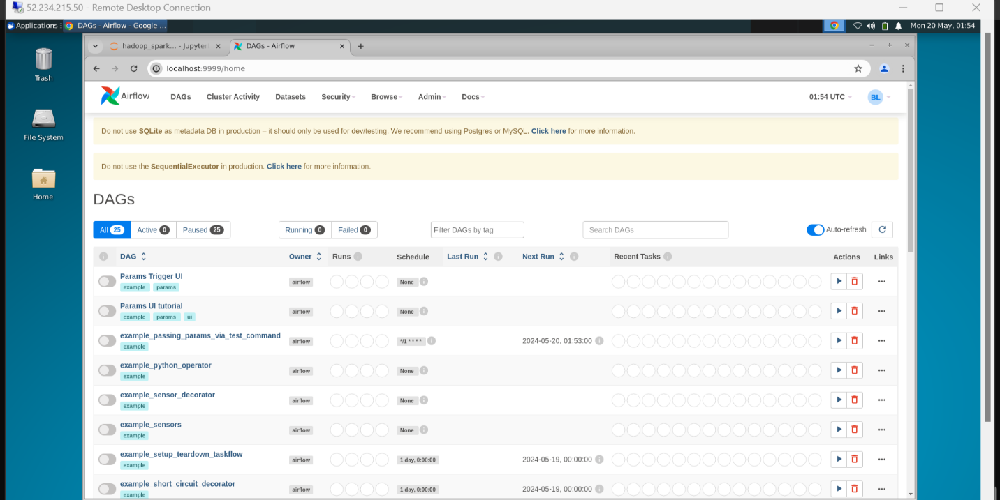 52.234.215.50 - Remote Desktop Connection
Applications DAGs - Airflow - Google ... Mon 20 May, 01:54
hadoop_spark... - Jupyter DAGs - Airflow
localhost:9999/home
Trash
File System
Home
Airflow DAGs Cluster Activity Datasets Security Browse Admin Docs 01:54 UTC BL
Do not use SQLite as metadata DB in production – it should only be used for dev/testing. We recommend using Postgres or MySQL. Click here for more information.
Do not use the SequentialExecutor in production. Click here for more information.
DAGs
All 25 Active 0 Paused 25 Running 0 Failed 0 Filter DAGs by tag Search DAGs Auto-refresh
DAG Owner Runs Schedule Last Run Next Run Recent Tasks Actions Links
Params Trigger UI airflow None
example params
Params UI tutorial airflow None
example params ui
example_passing_params_via_test_command airflow */1 * * * * 2024-05-20, 01:53:00
example
example_python_operator airflow None
example
example_sensor_decorator airflow None
example
example_sensors airflow None
example
example_setup_teardown_taskflow airflow 1 day, 0:00:00 2024-05-19, 00:00:00
example
example_short_circuit_decorator airflow 1 day, 0:00:00 2024-05-19, 00:00:00
example